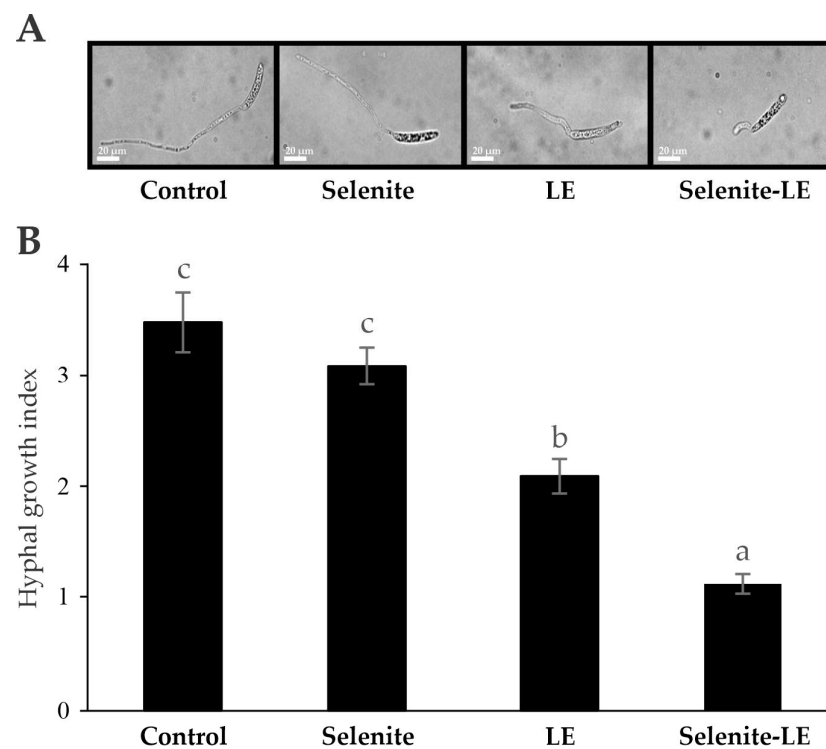 A
20 µm 20 µm 20 µm 20 µm
Control Selenite LE Selenite-LE
B
Hyphal growth index
4
3
2
1
0
c
c
b
a
Control Selenite LE Selenite-LE